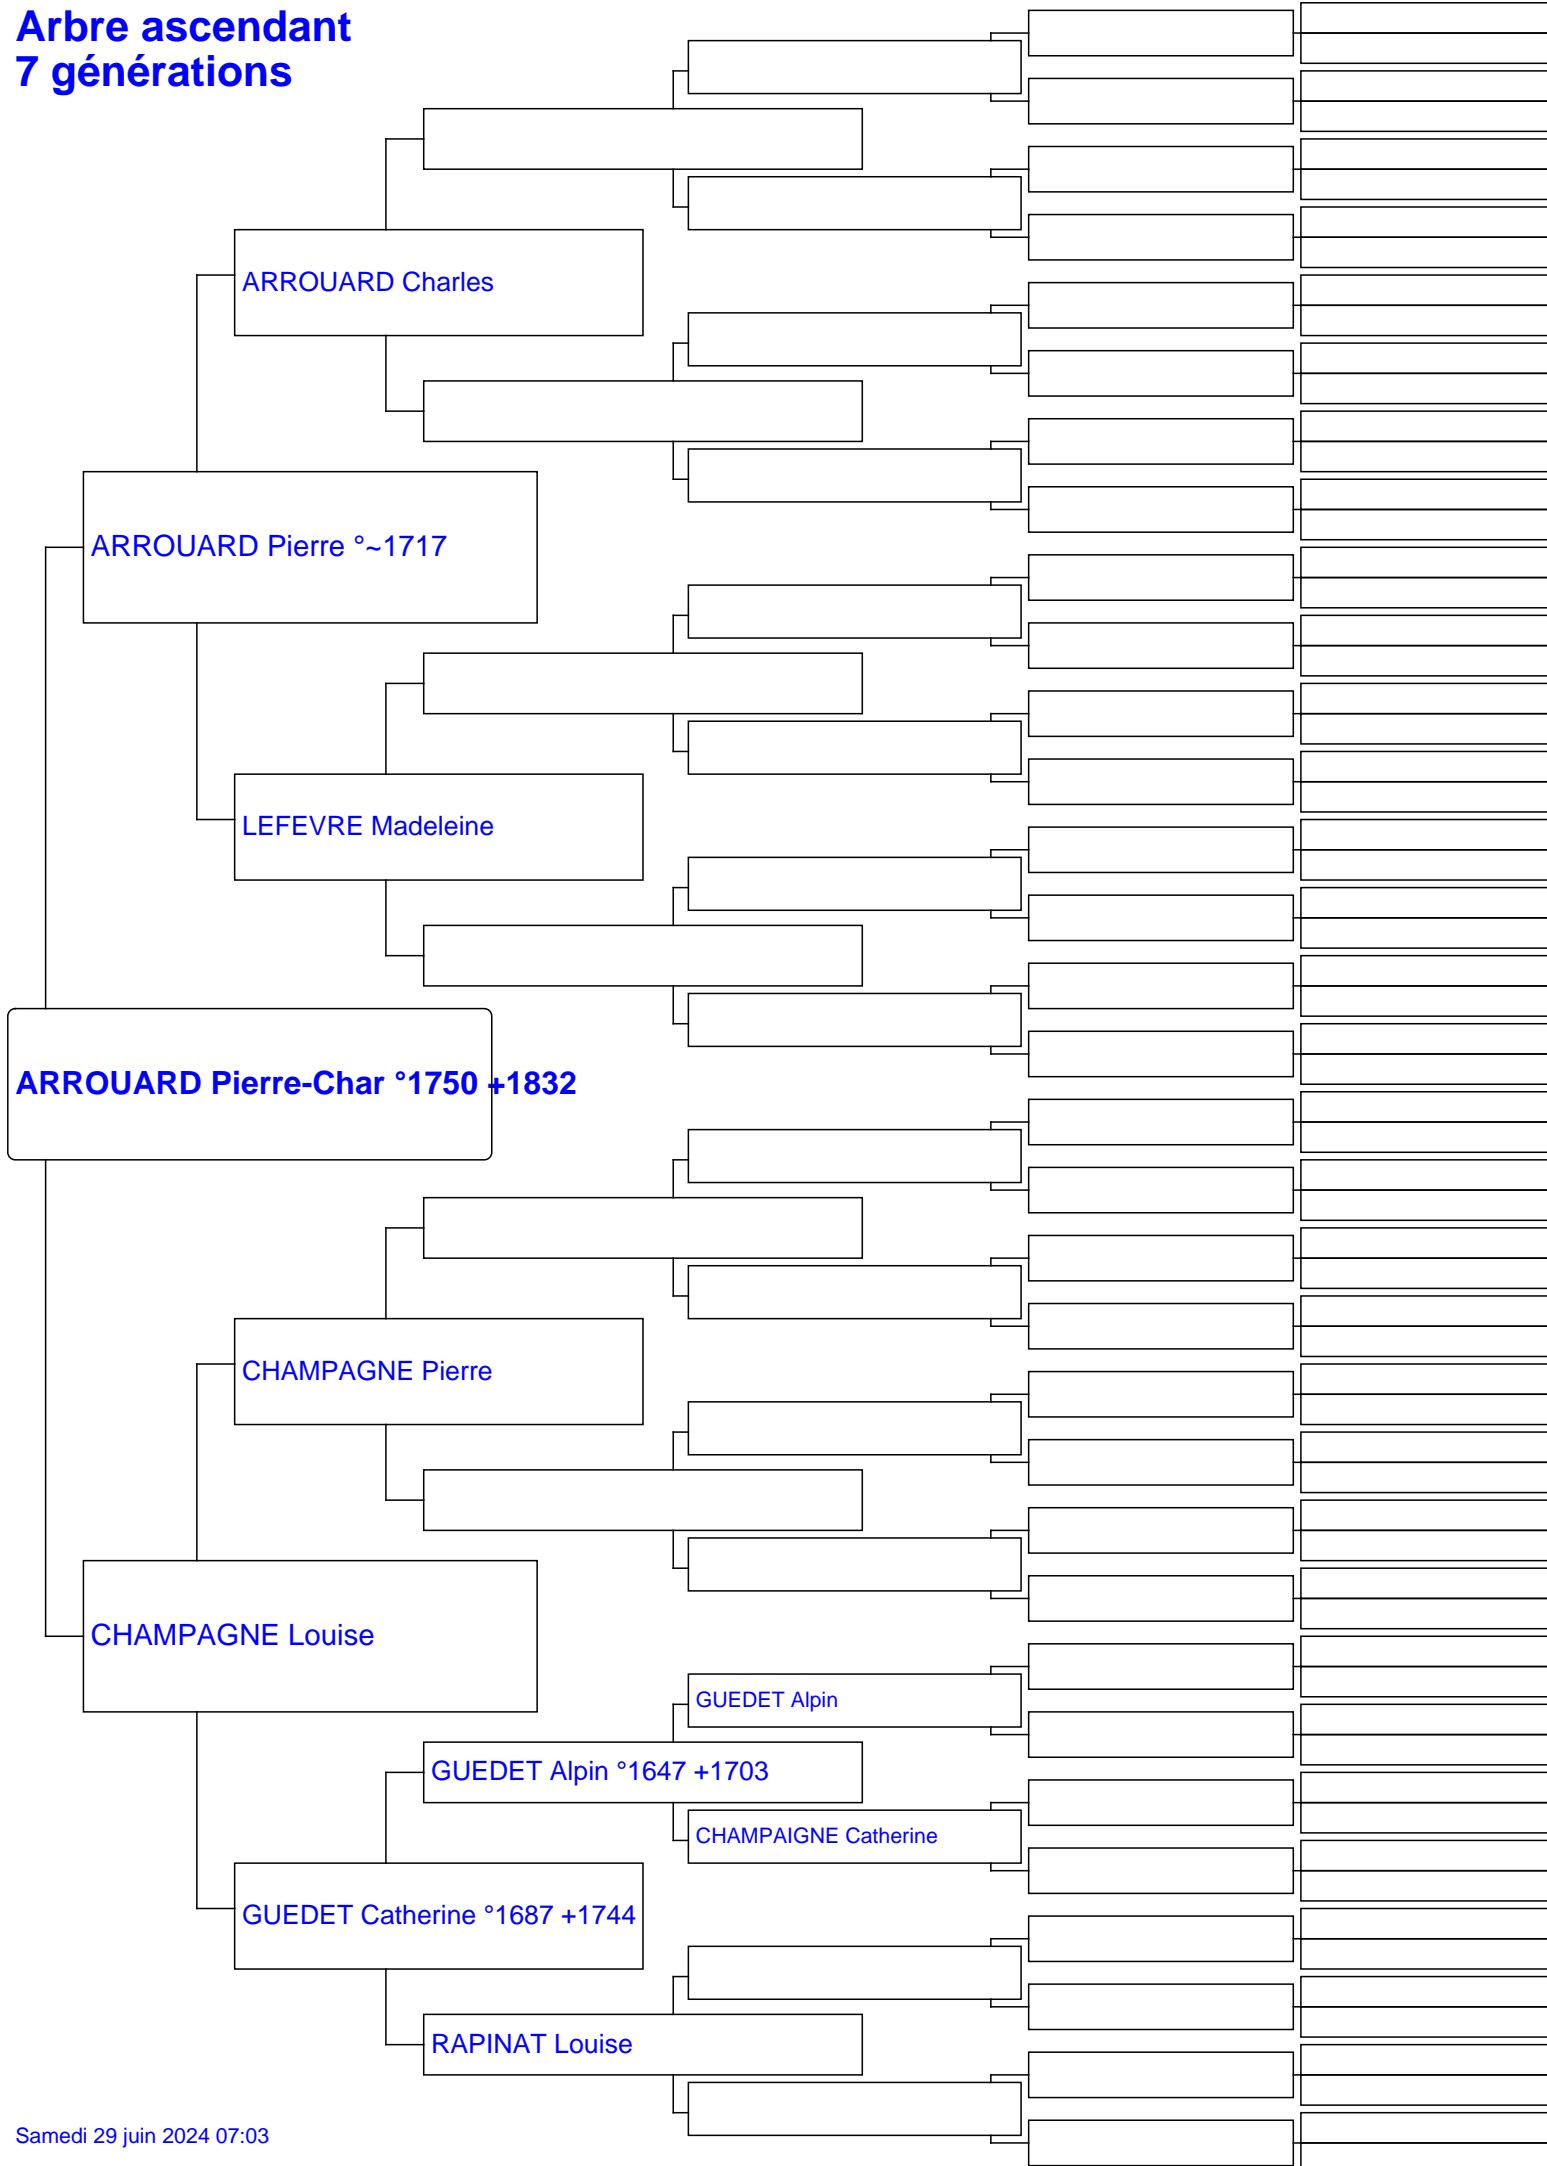 Arbre ascendant
7 générations
ARROUARD Charles
ARROUARD Pierre °~1717
LEFEVRE Madeleine
ARROUARD Pierre-Char °1750 +1832
CHAMPAGNE Pierre
CHAMPAGNE Louise
GUEDET Alpin
GUEDET Alpin °1647 +1703
CHAMPAIGNE Catherine
GUEDET Catherine °1687 +1744
RAPINAT Louise
Samedi 29 juin 2024 07:03